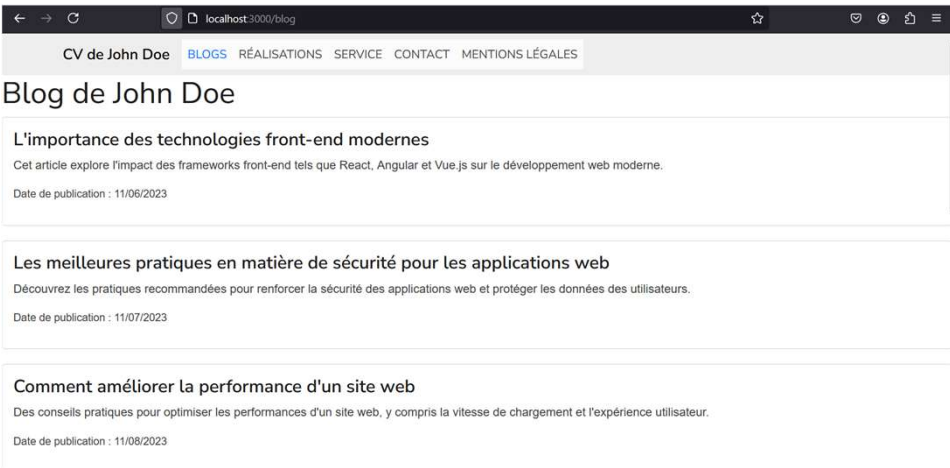 localhost:3000/blog
CV de John Doe BLOGS RÉALISATIONS SERVICE CONTACT MENTIONS LÉGALES
Blog de John Doe
L'importance des technologies front-end modernes
Cet article explore l'impact des frameworks front-end tels que React, Angular et Vue.js sur le développement web moderne.
Date de publication : 11/06/2023
Les meilleures pratiques en matière de sécurité pour les applications web
Découvrez les pratiques recommandées pour renforcer la sécurité des applications web et protéger les données des utilisateurs.
Date de publication : 11/07/2023
Comment améliorer la performance d'un site web
Des conseils pratiques pour optimiser les performances d'un site web, y compris la vitesse de chargement et l'expérience utilisateur.
Date de publication : 11/08/2023